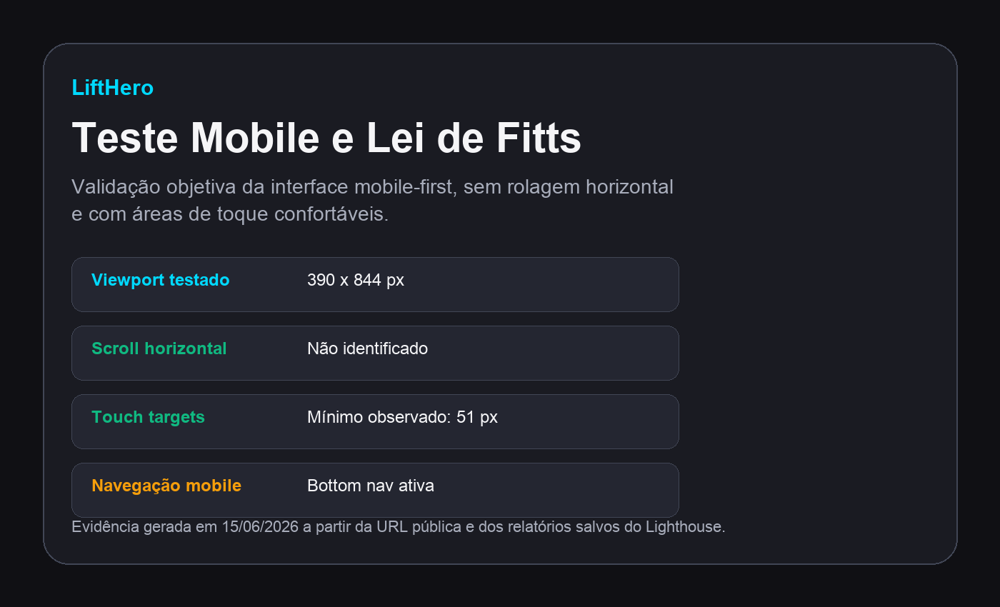 LiftHero
Teste Mobile e Lei de Fitts
Validação objetiva da interface mobile-first, sem rolagem horizontal
e com áreas de toque confortáveis.
Viewport testado 390 x 844 px
Scroll horizontal Não identificado
Touch targets Mínimo observado: 51 px
Navegação mobile Bottom nav ativa
Evidência gerada em 15/06/2026 a partir da URL pública e dos relatórios salvos do Lighthouse.